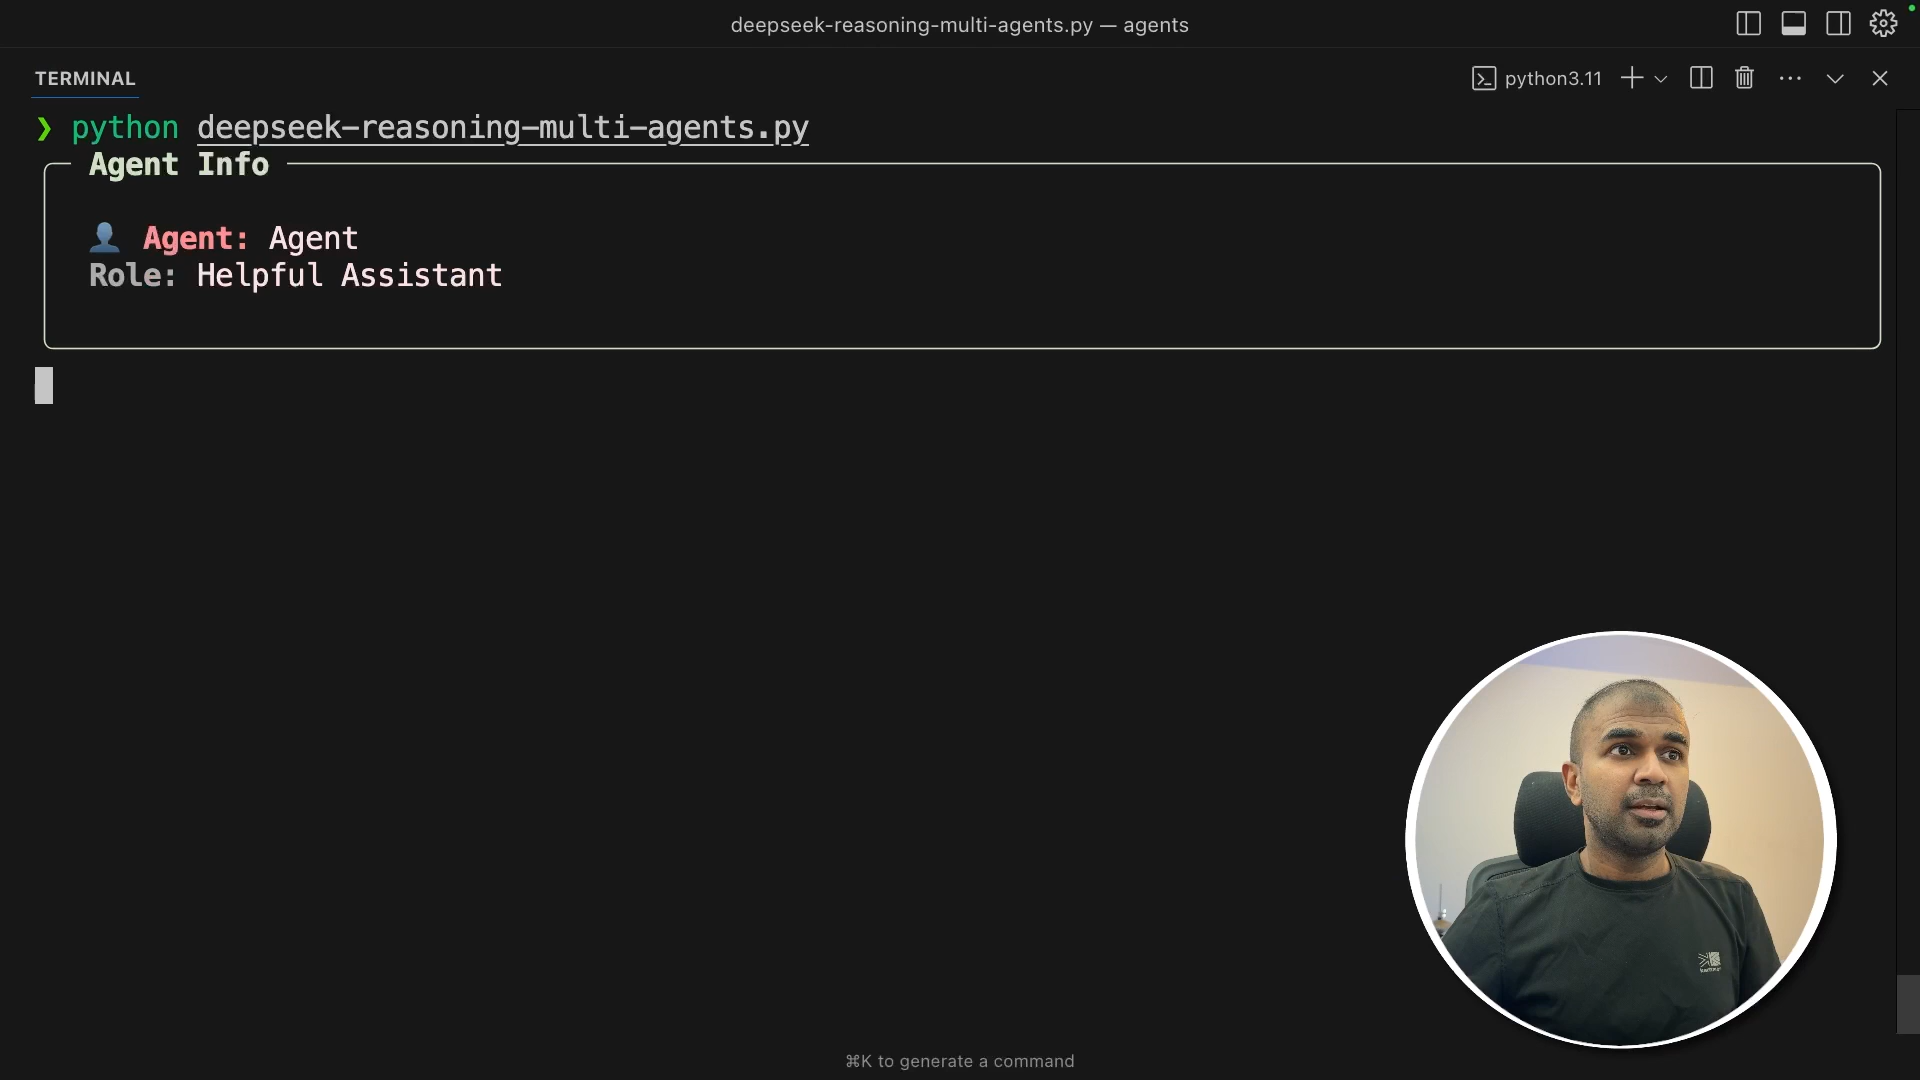 deepseek-reasoning-multi-agents.py — agents
TERMINAL
python3.11
❯ python deepseek-reasoning-multi-agents.py
Agent Info
👤 Agent: Agent
Role: Helpful Assistant
⌘K to generate a command